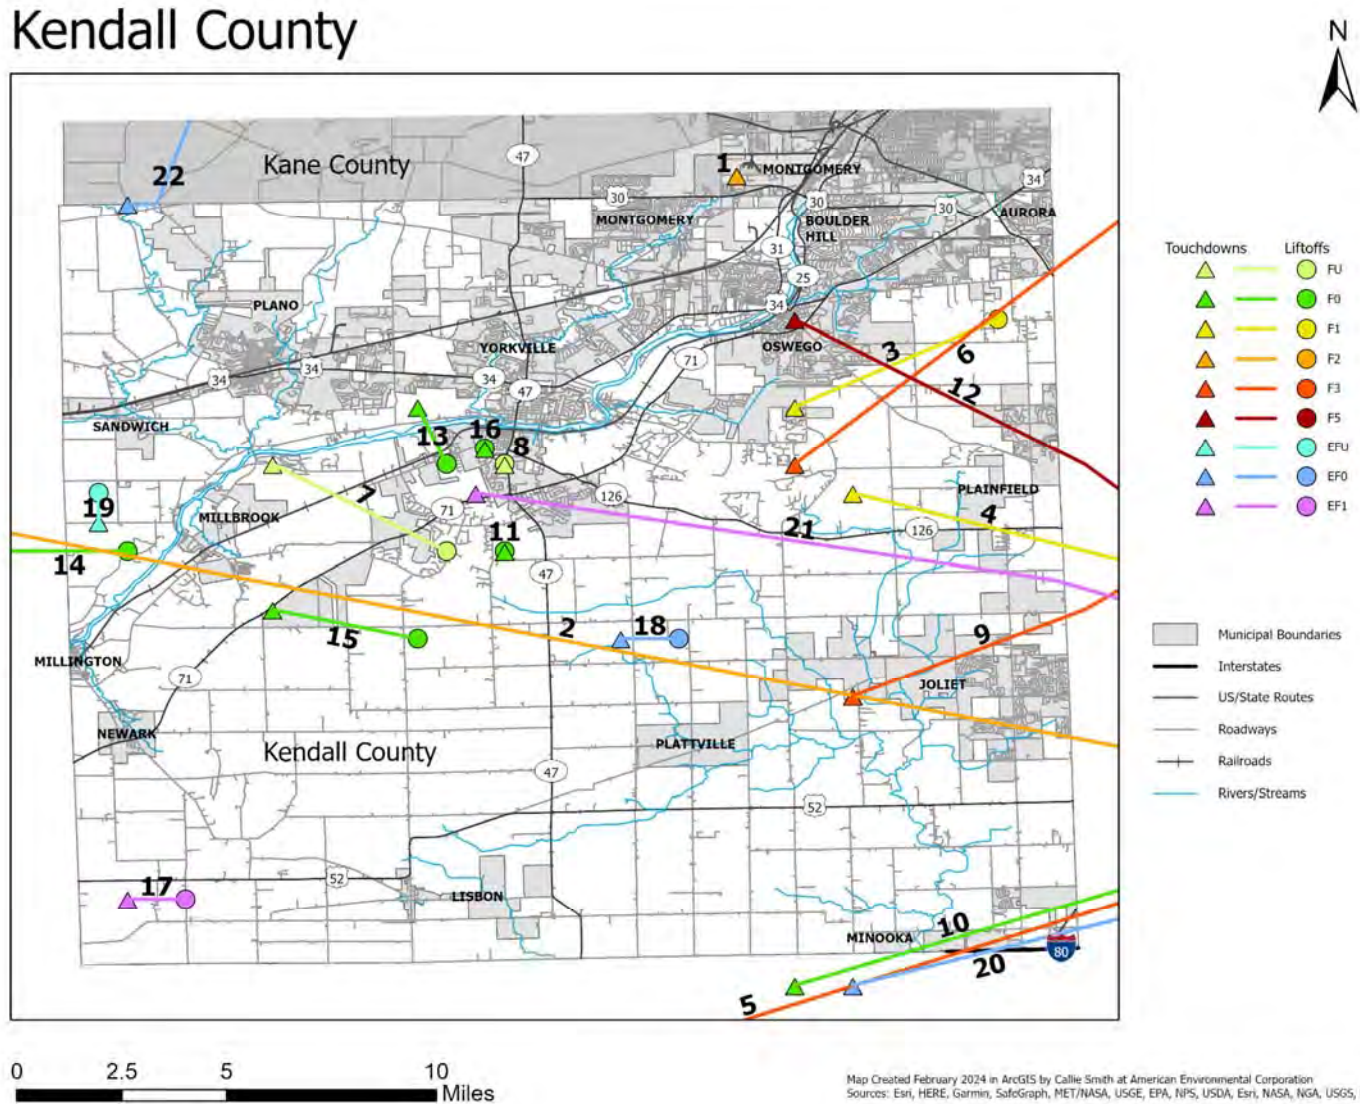 Kendall County
N
22
Kane County
47
1
MONTGOMERY
34
30
30
30
MONTGOMERY
BOULDER
HILL
AURORA
31
25
34
PLANO
OSWEGO
3
6
YORKVILLE
71
12
34
34
34
47
SANDWICH
13
16
8
7
126
PLAINFIELD
19
MILLBROOK
71
21
126
4
11
14
47
15
2
18
9
MILLINGTON
71
JOLIET
NEWARK
Kendall County
PLATTVILLE
47
52
17
52
LISBON
10
MINOOKA
80
20
5
Touchdowns Liftoffs
FU
F0
F1
F2
F3
F5
EFU
EF0
EF1
Municipal Boundaries
Interstates
US/State Routes
Roadways
Railroads
Rivers/Streams
0 2.5 5 10
Miles
Map Created February 2024 in ArcGIS by Callie Smith at American Environmental Corporation
Sources: Esri, HERE, Garmin, SafeGraph, MET/NASA, USGE, EPA, NPS, USDA, Esri, NASA, NGA, USGS,